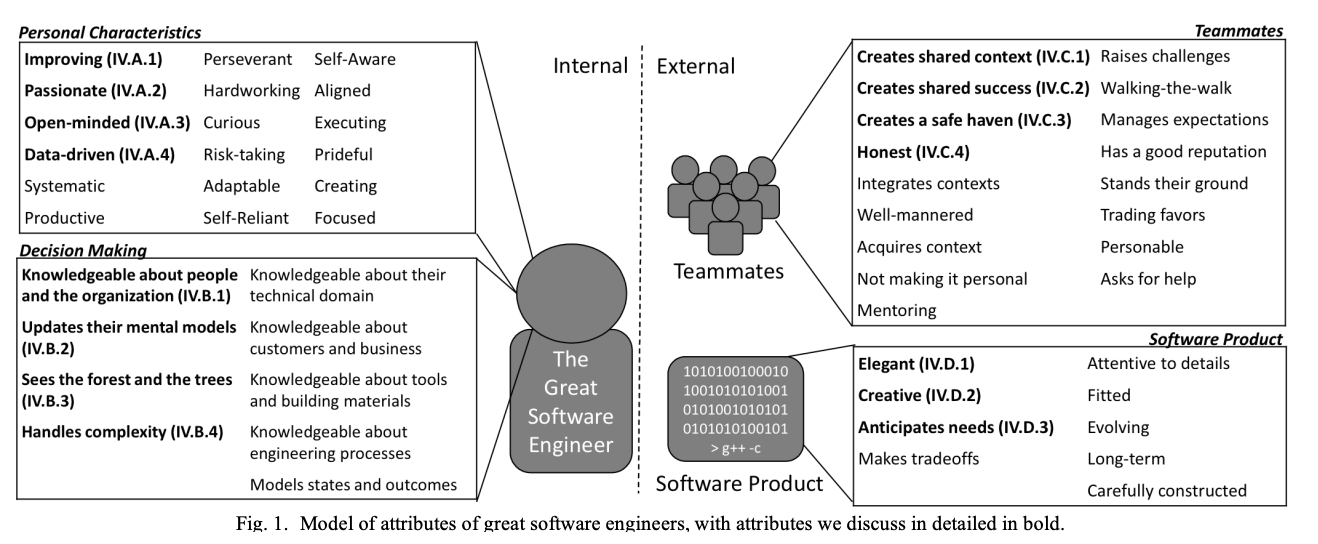 Personal Characteristics
Improving (IV.A.1) Perseverant Self-Aware
Passionate (IV.A.2) Hardworking Aligned
Open-minded (IV.A.3) Curious Executing
Data-driven (IV.A.4) Risk-taking Prideful
Systematic Adaptable Creating
Productive Self-Reliant Focused
Decision Making
Knowledgeable about people
and the organization (IV.B.1)
Updates their mental models
(IV.B.2)
Sees the forest and the trees
(IV.B.3)
Handles complexity (IV.B.4)
Knowledgeable about their
technical domain
Knowledgeable about
customers and business
Knowledgeable about tools
and building materials
Knowledgeable about
engineering processes
Models states and outcomes
Internal
External
The
Great
Software
Engineer
Teammates
Teammates
Creates shared context (IV.C.1) Raises challenges
Creates shared success (IV.C.2) Walking-the-walk
Creates a safe haven (IV.C.3) Manages expectations
Honest (IV.C.4) Has a good reputation
Integrates contexts Stands their ground
Well-mannered Trading favors
Acquires context Personable
Not making it personal Asks for help
Mentoring
1010100100010
1001010101001
0101001010101
0101010100101
> g++ -c
Software Product
Software Product
Elegant (IV.D.1) Attentive to details
Creative (IV.D.2) Fitted
Anticipates needs (IV.D.3) Evolving
Makes tradeoffs Long-term
Carefully constructed
Fig. 1. Model of attributes of great software engineers, with attributes we discuss in detailed in bold.